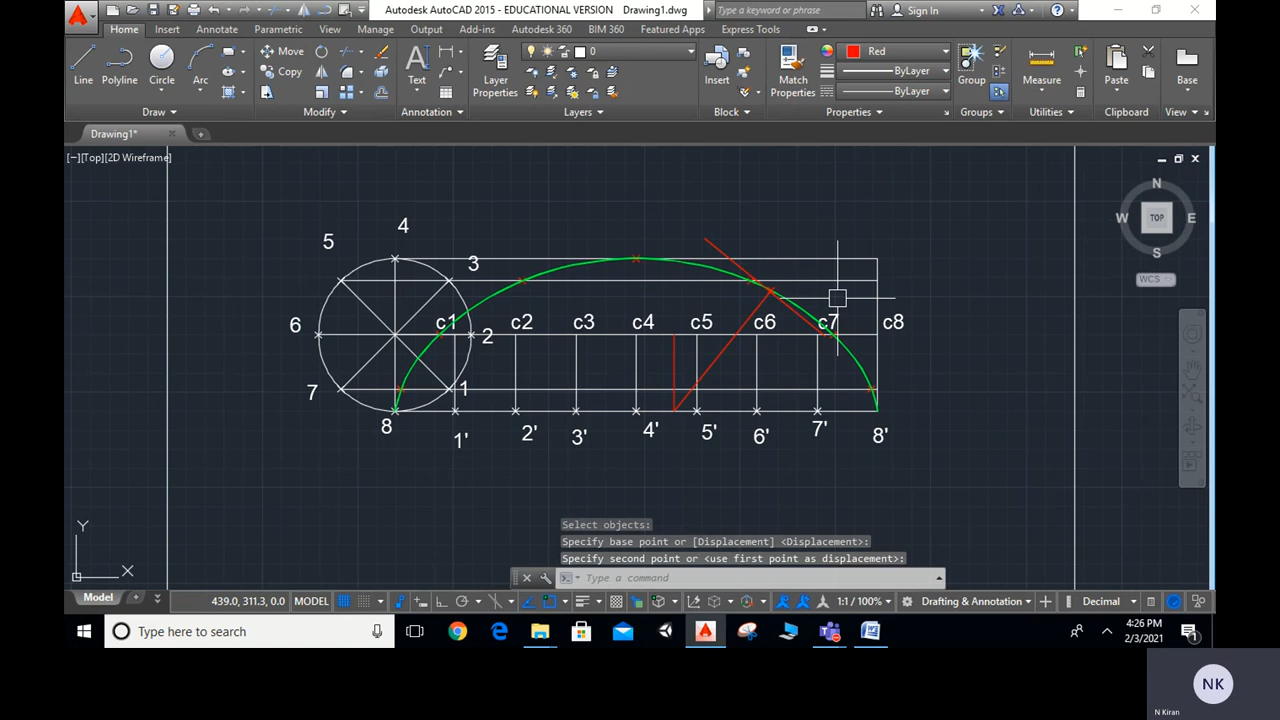 Autodesk AutoCAD 2015 - EDUCATIONAL VERSION Drawing1.dwg
Type a keyword or phrase
Sign In
Home Insert Annotate Parametric View Manage Output Add-ins Autodesk 360 BIM 360 Featured Apps Express Tools
Move
Copy
0
Red
ByLayer
ByLayer
Line Polyline Circle Arc
Text
Layer Properties
Insert
Match Properties
Group
Measure
Paste
Base
Draw Modify Annotation Layers Block Properties Groups Utilities Clipboard View
Drawing1*
[−][Top][2D Wireframe]
N
W TOP E
S
WCS
4
5
3
6 c1 2 c2 c3 c4 c5 c6 c7 c8
7 1
8 1' 2' 3' 4' 5' 6' 7' 8'
Y
X
Select objects:
Specify base point or [Displacement] <Displacement>:
Specify second point or <use first point as displacement>:
Type a command
Model
439.0, 311.3, 0.0 MODEL
1:1 / 100%
Drafting & Annotation
Decimal
Type here to search
4:26 PM
2/3/2021
1
NK
N Kiran